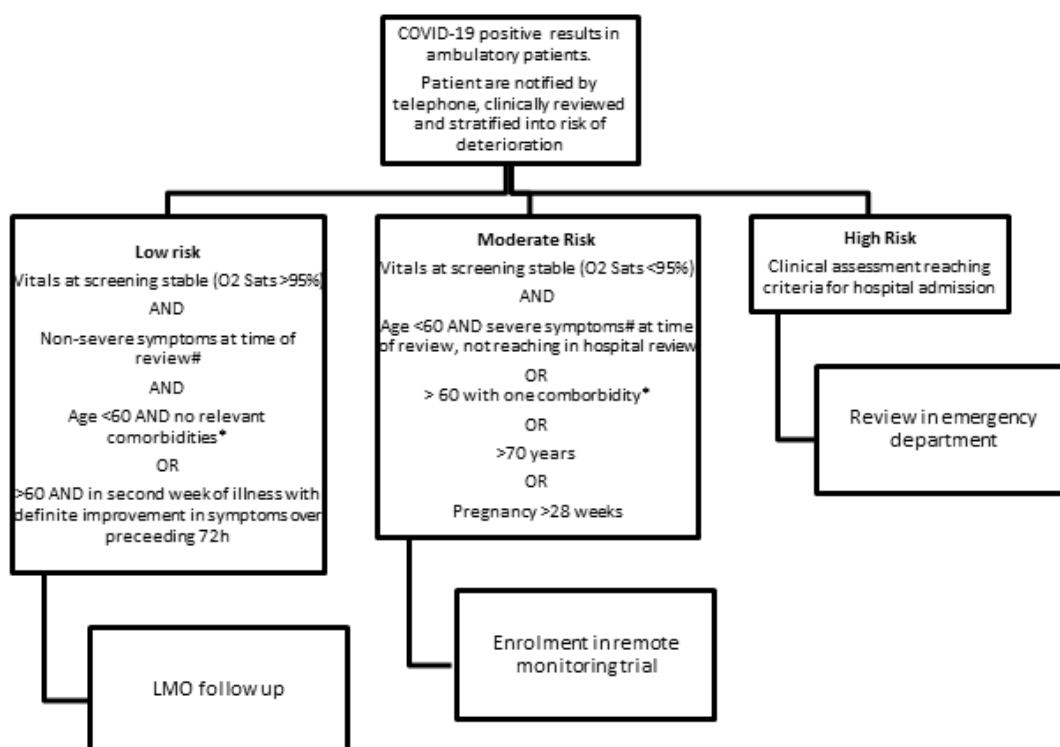 COVID-19 positive results in
ambulatory patients.
Patient are notified by
telephone, clinically reviewed
and stratified into risk of
deterioration
Low risk
Vitals at screening stable (O2 Sats >95%)
AND
Non-severe symptoms at time of
review#
AND
Age <60 AND no relevant
comorbidities*
OR
>60 AND in second week of illness with
definite improvement in symptoms over
preceeding 72h
LMO follow up
Moderate Risk
Vitals at screening stable (O2 Sats <95%)
AND
Age <60 AND severe symptoms# at time
of review, not reaching in hospital review
OR
> 60 with one comborbidity*
OR
>70 years
OR
Pregnancy >28 weeks
Enrolment in remote
monitoring trial
High Risk
Clinical assessment reaching
criteria for hospital admission
Review in emergency
department